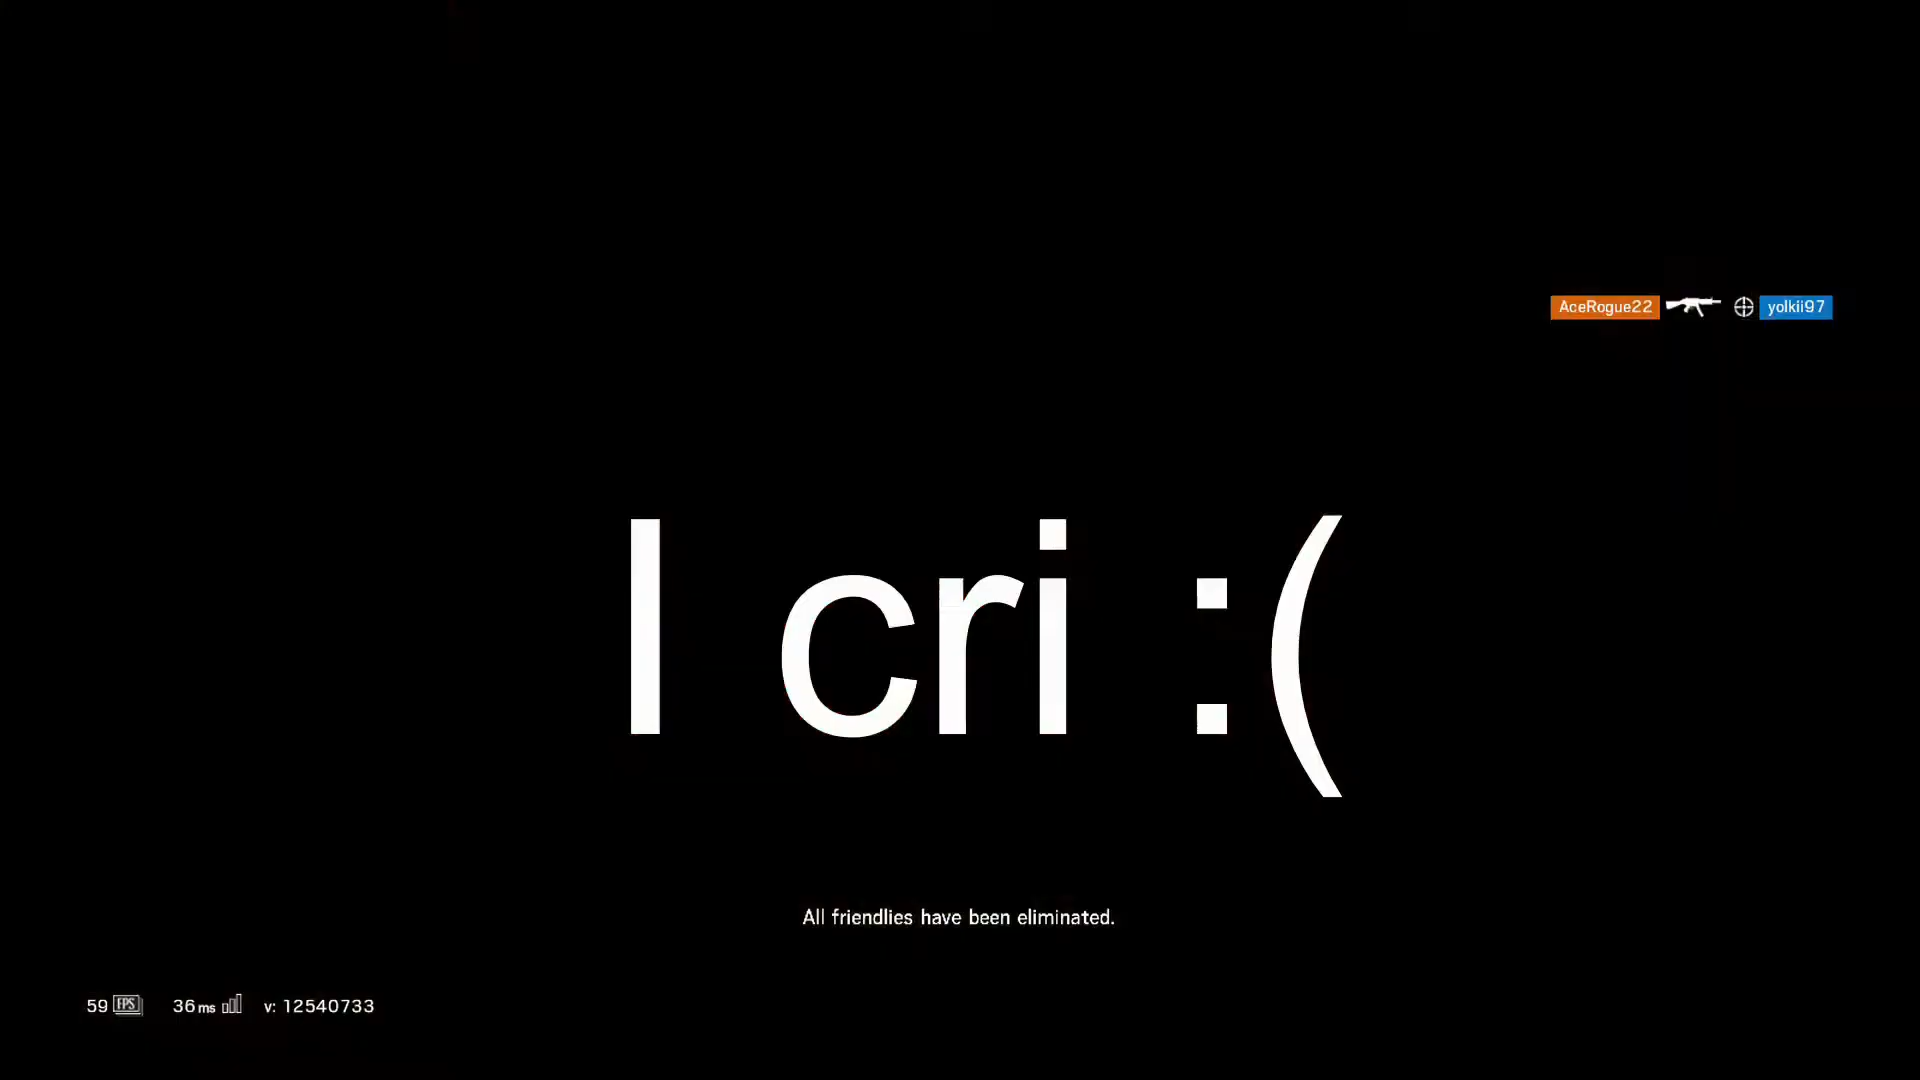 AceRogue22 yolkii97
I cri :(
All friendlies have been eliminated.
59 FPS 36 ms v: 12540733